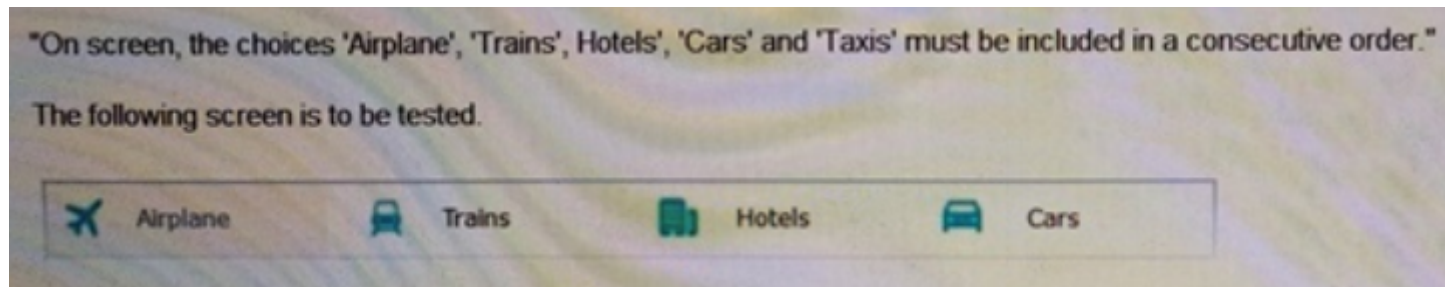 "On screen, the choices 'Airplane', 'Trains', Hotels', 'Cars' and 'Taxis' must be included in a consecutive order."
The following screen is to be tested.
Airplane Trains Hotels Cars